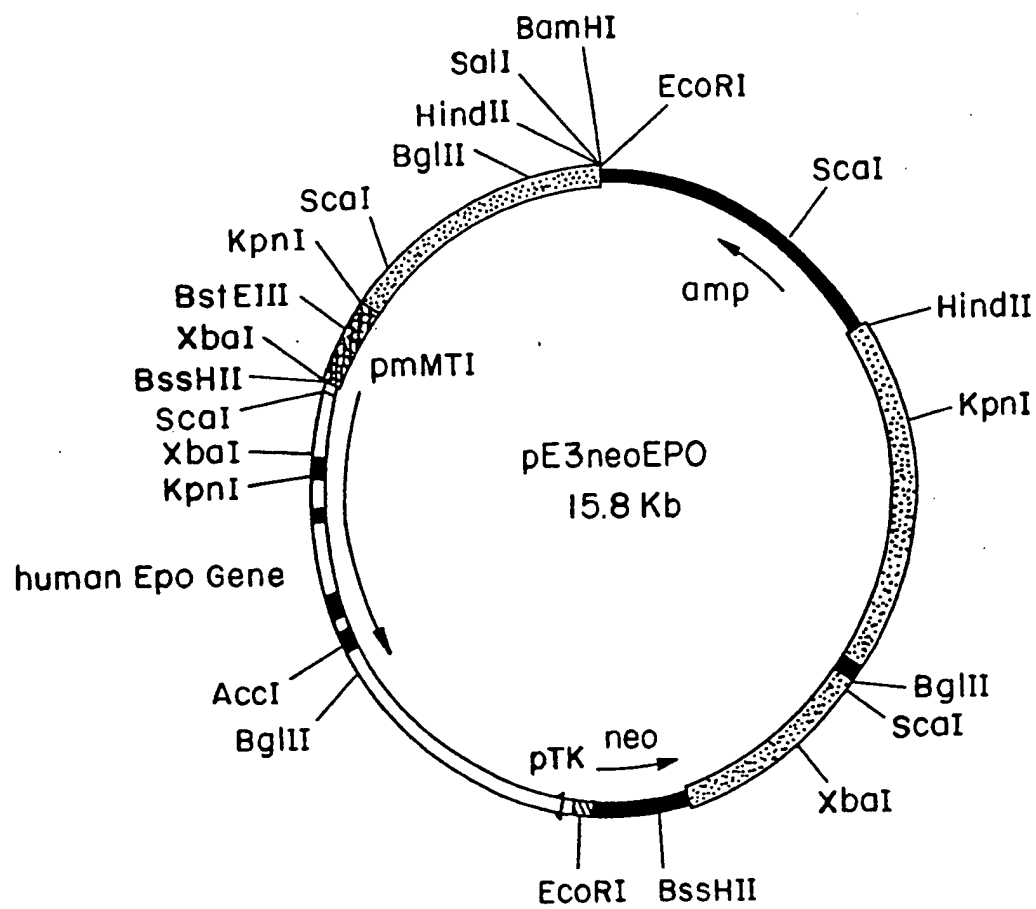 BamHI
SalI
EcoRI
HindII
BglII
ScaI
ScaI
KpnI
amp
BstEIII
HindII
XbaI
pmMTI
BssHII
KpnI
ScaI
XbaI
pE3neoEPO
KpnI
15.8 Kb
human Epo Gene
AccI
BglII
BglII
ScaI
neo
pTK
XbaI
EcoRI
BssHII